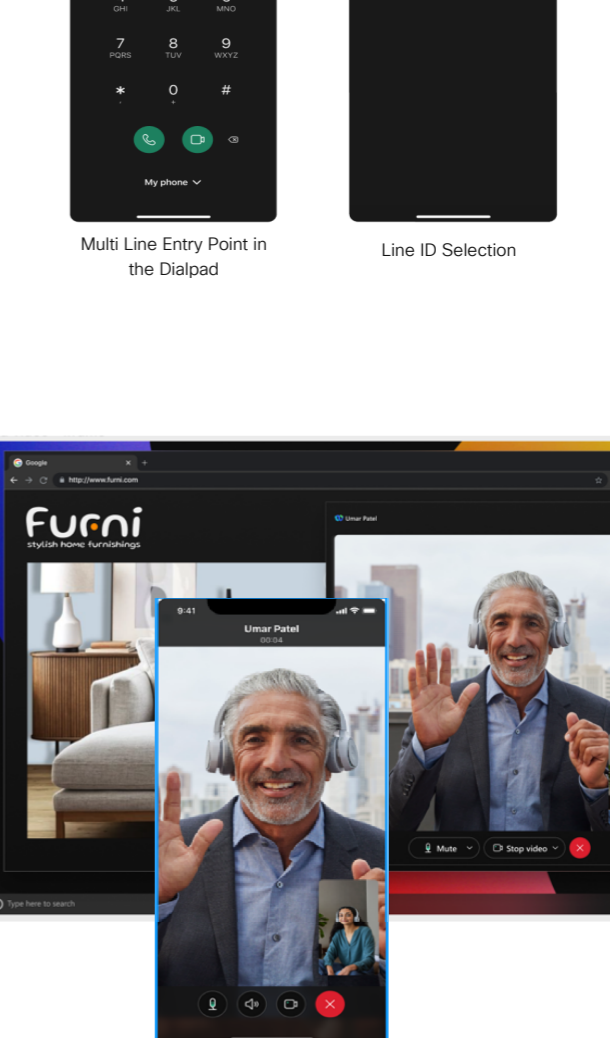 GHI JKL MNO
7 8 9
PQRS TUV WXYZ
* 0 #
, +
My phone
Multi Line Entry Point in
the Dialpad
Line ID Selection
Google
http://www.furni.com
Furni
stylish home furnishings
Umar Patel
9:41
Umar Patel
00:04
Mute
Stop video
Type here to search